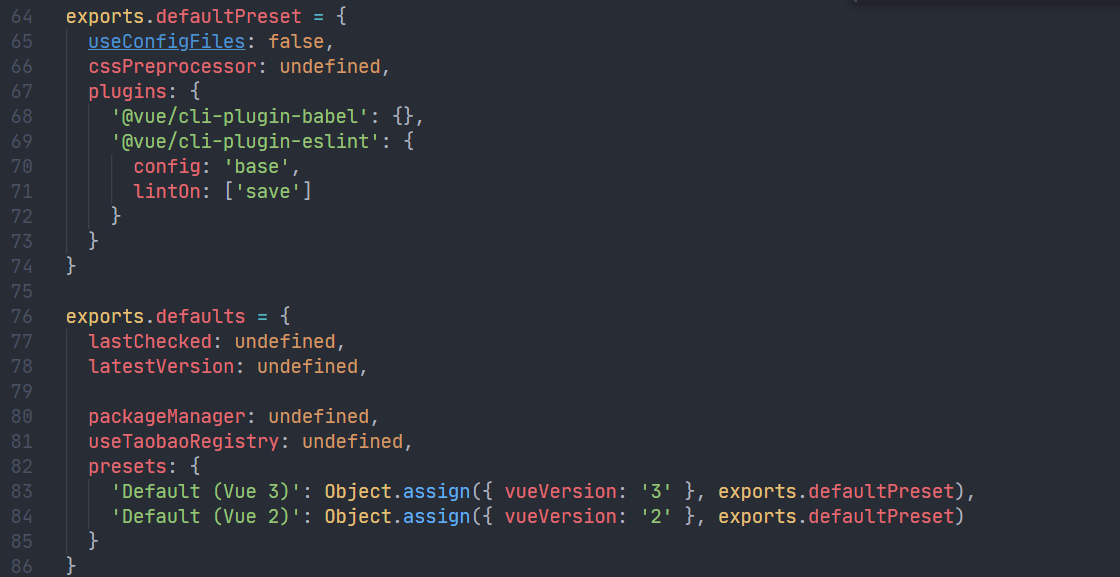 64 exports.defaultPreset = {
65   useConfigFiles: false,
66   cssPreprocessor: undefined,
67   plugins: {
68     '@vue/cli-plugin-babel': {},
69     '@vue/cli-plugin-eslint': {
70       config: 'base',
71       lintOn: ['save']
72     }
73   }
74 }
75
76 exports.defaults = {
77   lastChecked: undefined,
78   latestVersion: undefined,
79
80   packageManager: undefined,
81   useTaobaoRegistry: undefined,
82   presets: {
83     'Default (Vue 3)': Object.assign({ vueVersion: '3' }, exports.defaultPreset),
84     'Default (Vue 2)': Object.assign({ vueVersion: '2' }, exports.defaultPreset)
85   }
86 }